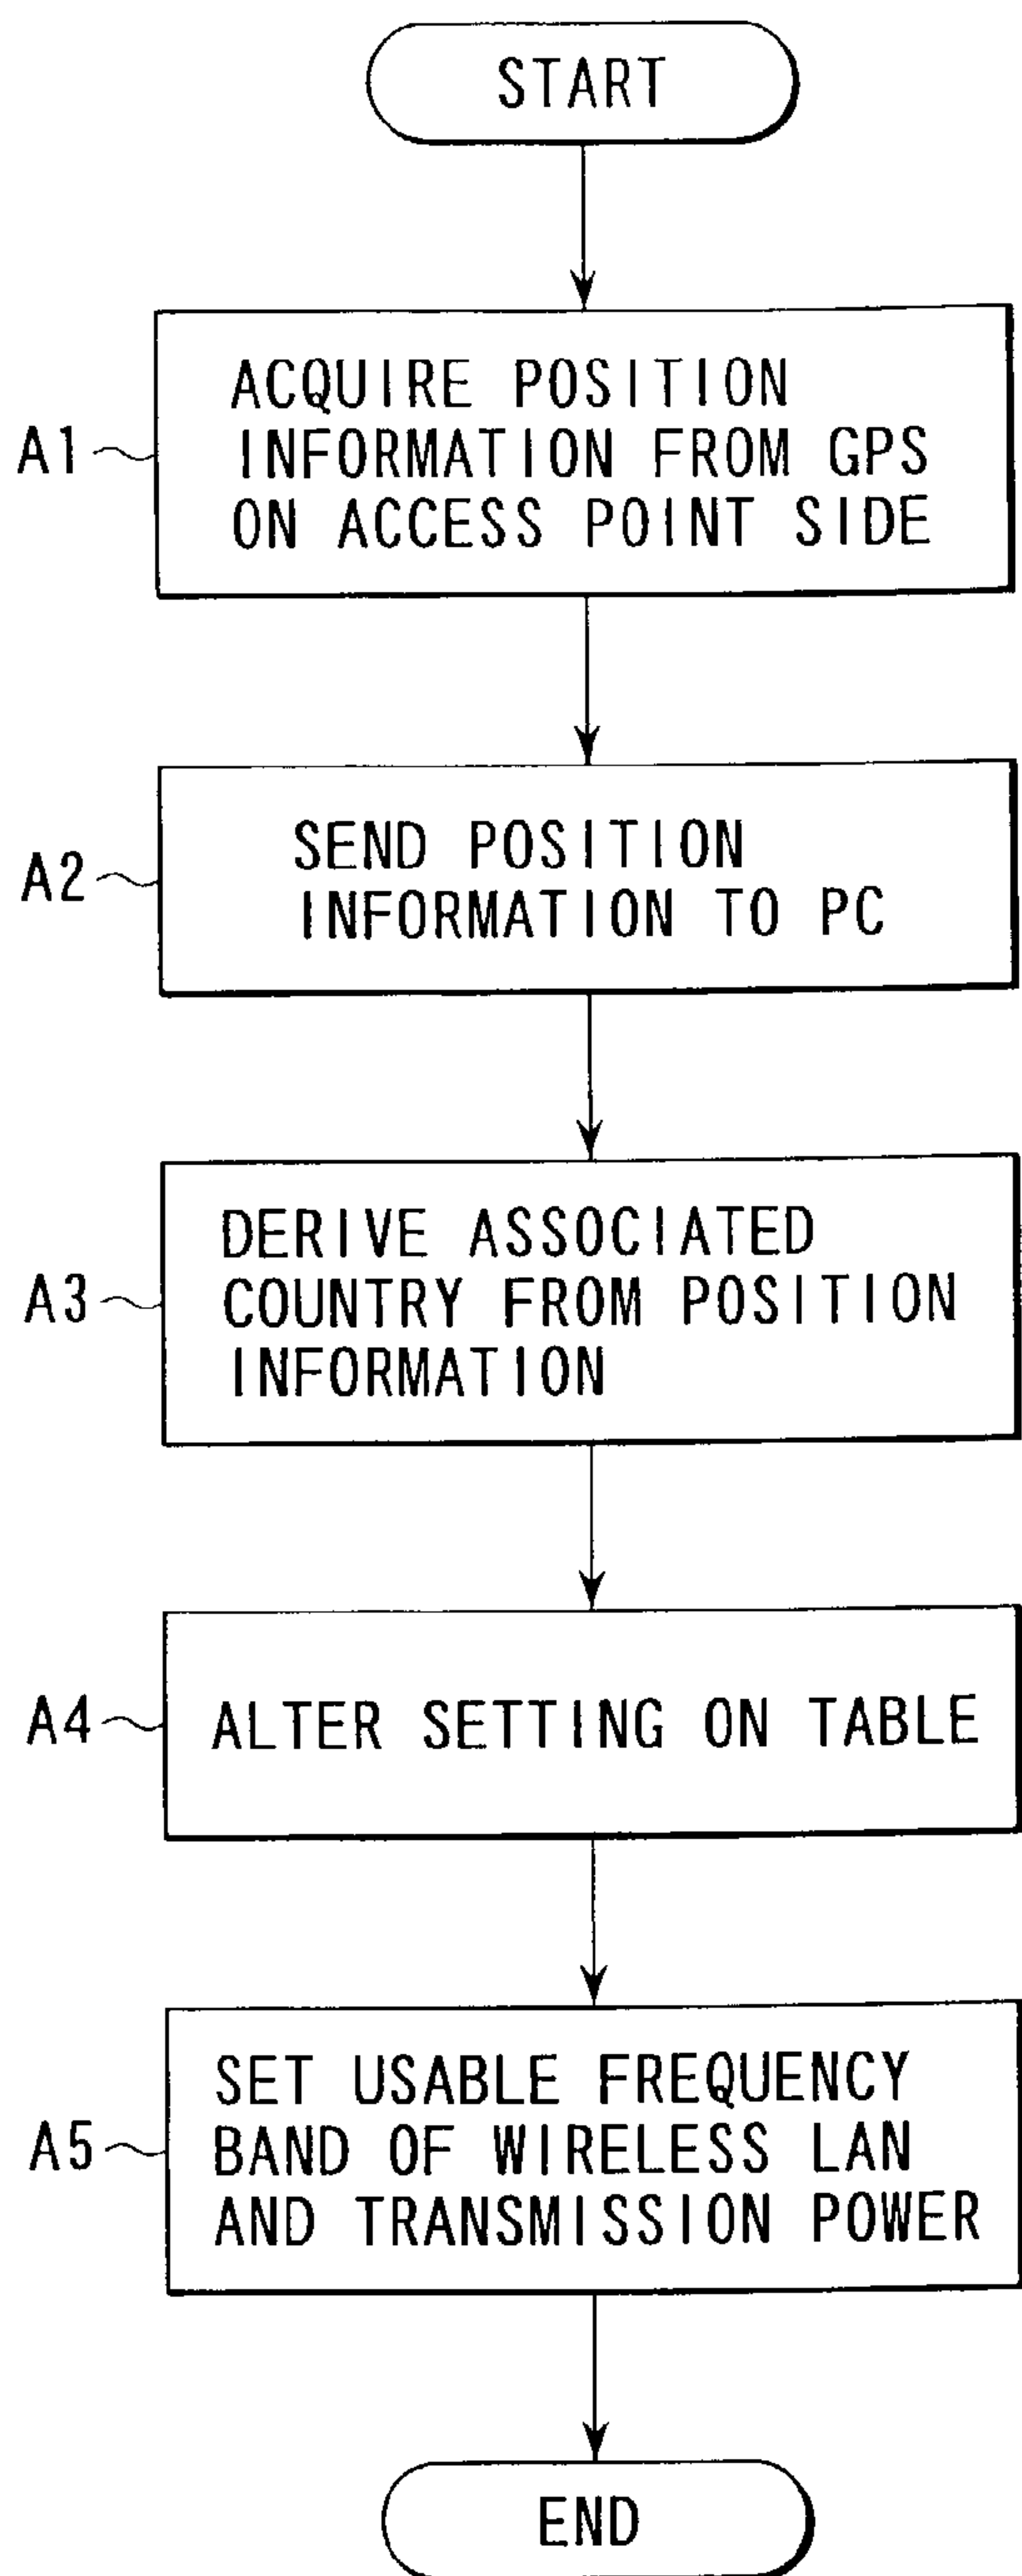 START
A1
ACQUIRE POSITION
INFORMATION FROM GPS
ON ACCESS POINT SIDE
A2
SEND POSITION
INFORMATION TO PC
A3
DERIVE ASSOCIATED
COUNTRY FROM POSITION
INFORMATION
A4
ALTER SETTING ON TABLE
A5
SET USABLE FREQUENCY
BAND OF WIRELESS LAN
AND TRANSMISSION POWER
END